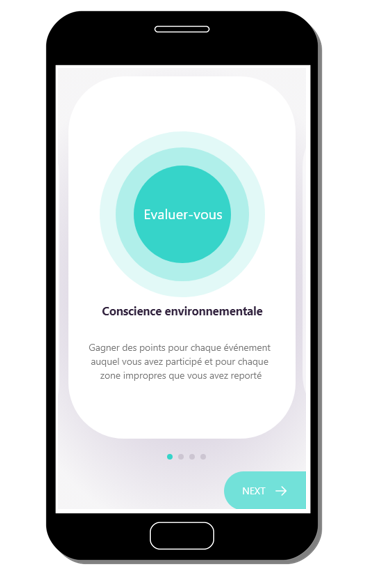 Evaluer-vous
Conscience environnementale
Gagner des points pour chaque événement
auquel vous avez participé et pour chaque
zone impropres que vous avez reporté
NEXT